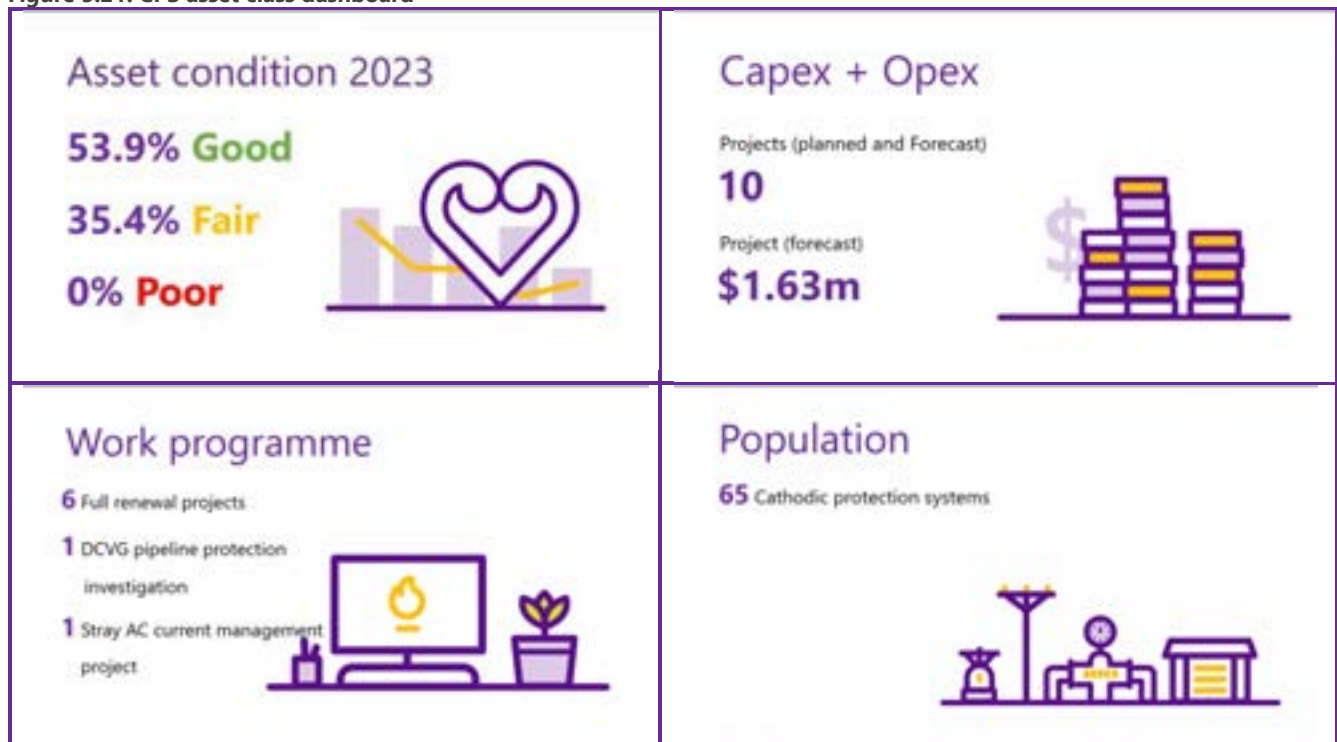 Asset condition 2023
53.9% Good
35.4% Fair
0% Poor
Capex + Opex
Projects (planned and Forecast)
10
Project (forecast)
$1.63m
$
Work programme
6 Full renewal projects
1 DCVG pipeline protection
investigation
1 Stray AC current management
project
Population
65 Cathodic protection systems